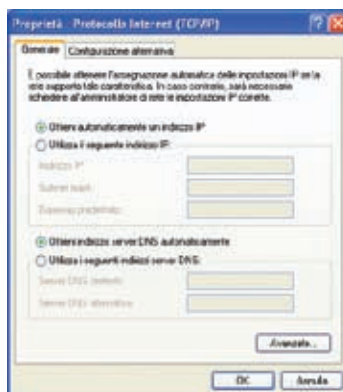 Proprietà - Protocollo Internet (TCP/IP)
Generale
Configurazione alternativa
È possibile ottenere l'assegnazione automatica delle impostazioni IP se la
rete supporta tale caratteristica. In caso contrario, sarà necessario
richiedere all'amministratore di rete le impostazioni IP corrette.
Ottieni automaticamente un indirizzo IP
Utilizza il seguente indirizzo IP:
Indirizzo IP:
Subnet mask:
Gateway predefinito:
Ottieni indirizzo server DNS automaticamente
Utilizza i seguenti indirizzi server DNS:
Server DNS preferito:
Server DNS alternativo:
Avanzate...
OK
Annulla